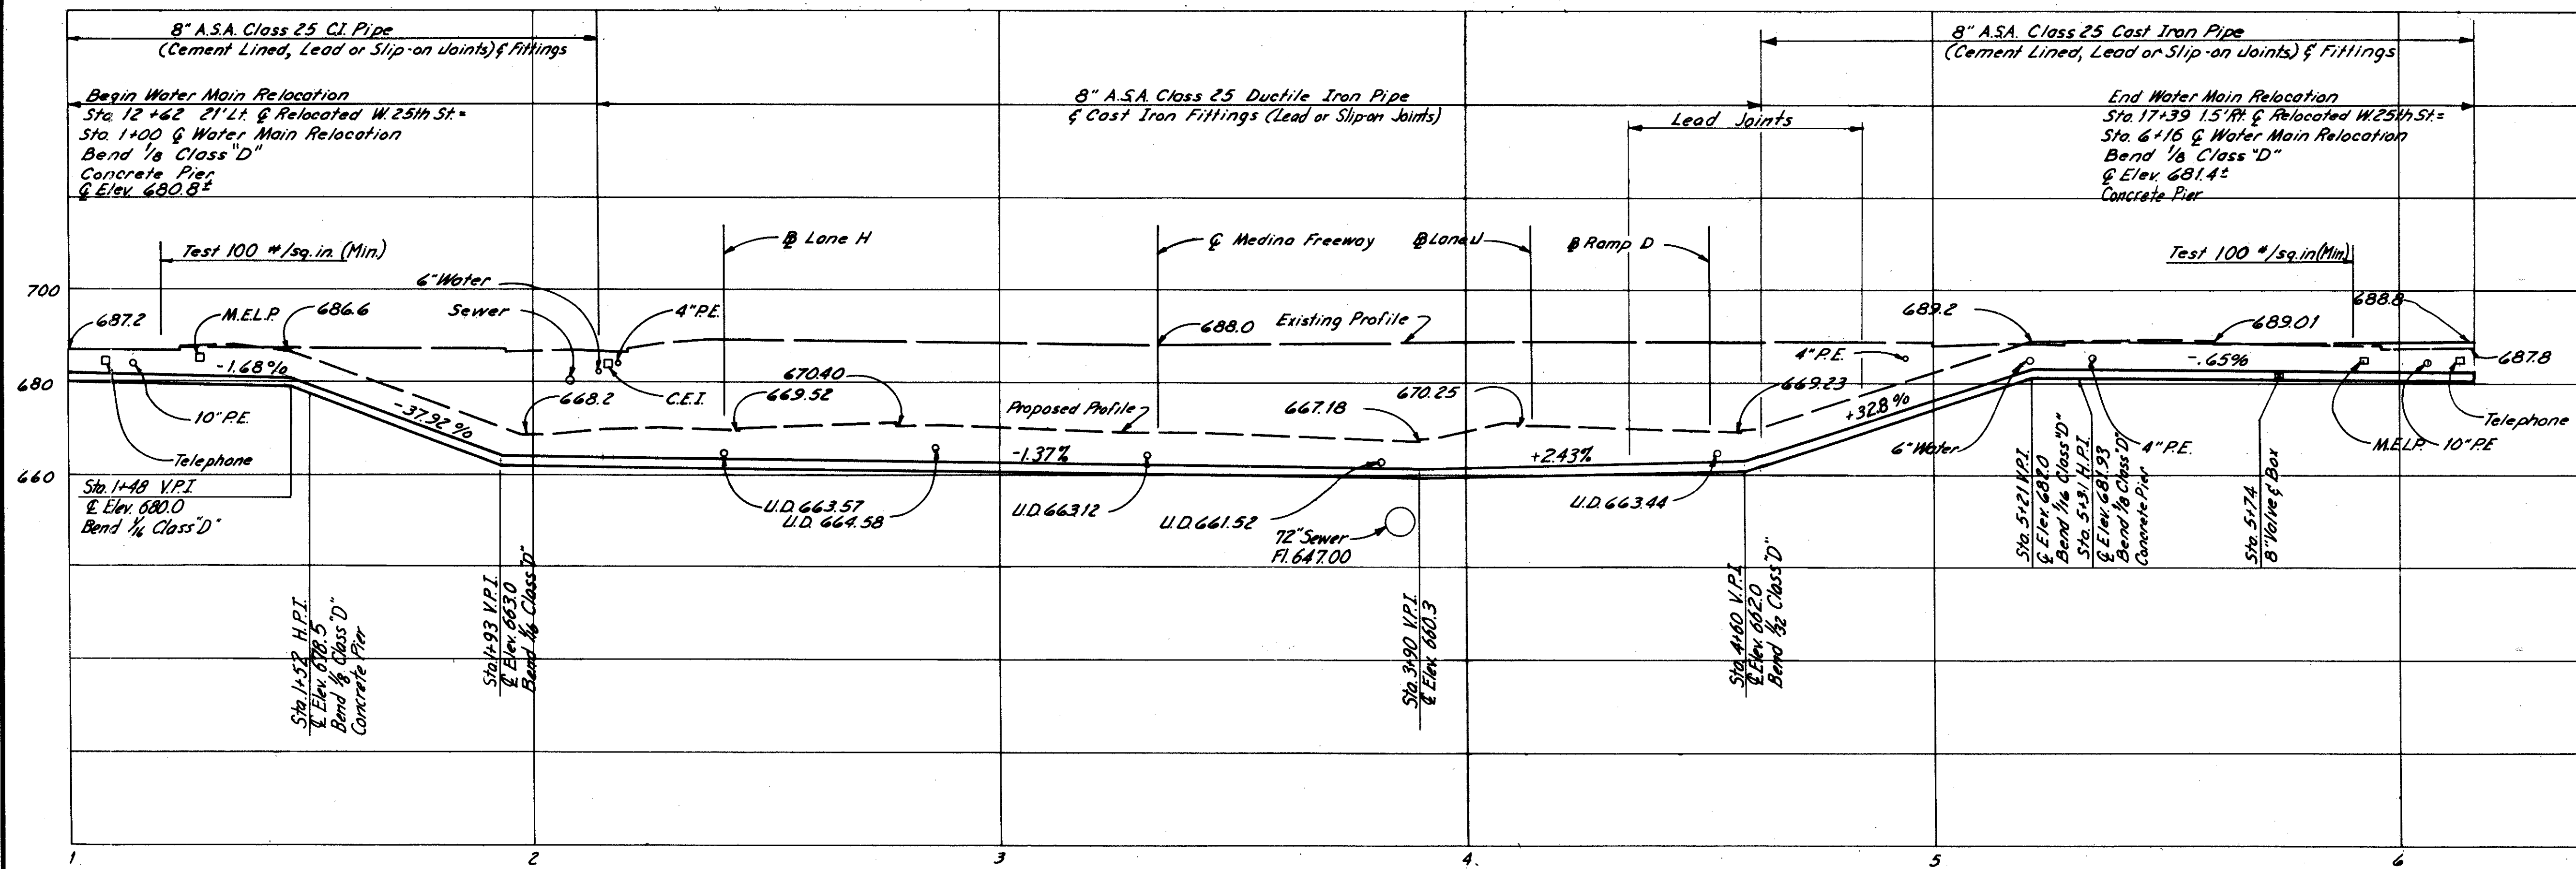 8" A.S.A. Class 25 C.I. Pipe
(Cement Lined, Lead or Slip-on Joints) & Fittings
8" A.S.A. Class 25 Cast Iron Pipe
(Cement Lined, Lead or Slip-on Joints) & Fittings
Begin Water Main Relocation
Sta. 12+62 21' Lt. ℄ Relocated W. 25th St. =
Sta. 1+00 ℄ Water Main Relocation
Bend 1/8 Class "D"
Concrete Pier
℄ Elev. 680.8±
8" A.S.A. Class 25 Ductile Iron Pipe
& Cast Iron Fittings (Lead or Slip-on Joints)
Lead Joints
End Water Main Relocation
Sta. 17+39 1.5' Rt. ℄ Relocated W. 25th St. =
Sta. 6+16 ℄ Water Main Relocation
Bend 1/8 Class "D"
℄ Elev. 681.4±
Concrete Pier
Test 100 #/sq. in. (Min.)
6" Water
Sewer
4" P.E.
C.E.I.
B Lane H
℄ Medina Freeway
B Lane J
B Ramp D
Test 100 #/sq. in (Min)
700
680
660
687.2
M.E.L.P.
686.6
-1.68%
10" P.E.
Telephone
-37.92%
668.2
669.52
670.40
Proposed Profile
688.0
Existing Profile
667.18
670.25
669.23
4" P.E.
689.2
689.01
688.8
687.8
-.65%
+32.8%
6" Water
4" P.E.
M.E.L.P.
10" P.E
Telephone
-1.37%
+2.43%
U.D. 663.57
U.D. 664.58
U.D. 663.12
U.D. 661.52
U.D. 663.44
72" Sewer
Fl. 647.00
Sta. 1+48 V.P.I.
℄ Elev. 680.0
Bend 1/16 Class "D"
Sta. 1+52 H.P.I.
℄ Elev. 678.5
Bend 1/8 Class "D"
Concrete Pier
Sta. 1+93 V.P.I.
℄ Elev. 663.0
Bend 1/16 Class "D"
Sta. 3+90 V.P.I.
℄ Elev. 660.3
Sta. 4+60 V.P.I.
℄ Elev. 662.0
Bend 1/32 Class "D"
Sta. 5+21 V.P.I.
℄ Elev. 682.0
Bend 1/16 Class "D"
Sta. 5+31 H.P.I.
℄ Elev. 681.93
Bend 1/8 Class "D"
Concrete Pier
Sta. 5+74
8" Valve & Box
1 2 3 4 5 6